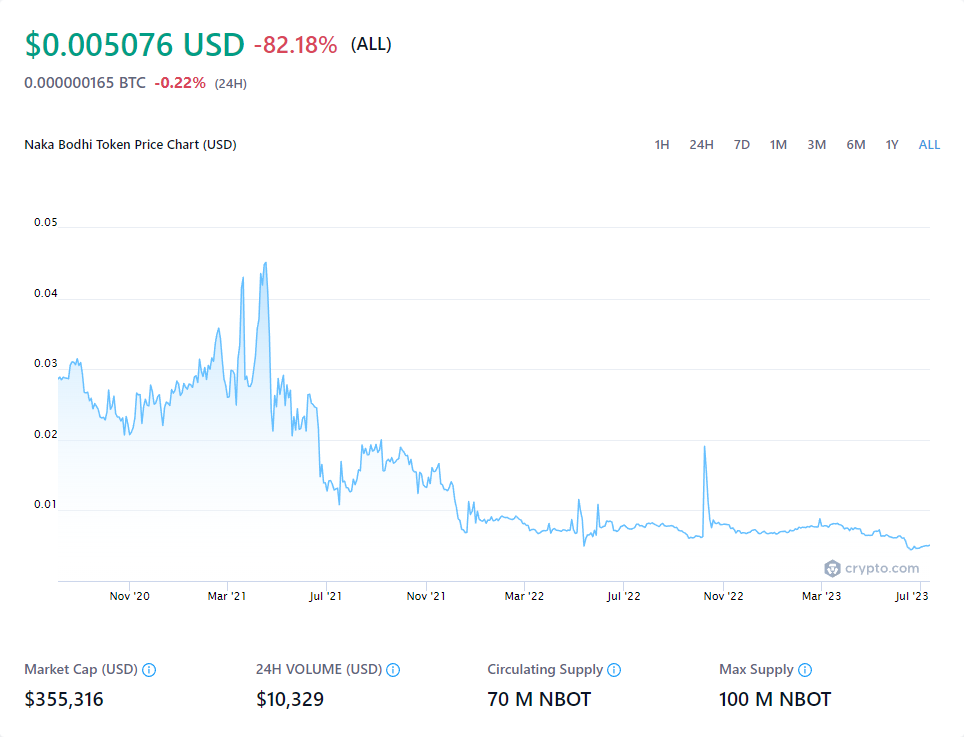 $0.005076 USD -82.18% (ALL)
0.000000165 BTC -0.22% (24H)
Naka Bodhi Token Price Chart (USD) 1H 24H 7D 1M 3M 6M 1Y ALL
0.05
0.04
0.03
0.02
0.01
crypto.com
Nov '20 Mar '21 Jul '21 Nov '21 Mar '22 Jul '22 Nov '22 Mar '23 Jul '23
Market Cap (USD) 24H VOLUME (USD) Circulating Supply Max Supply
$355,316 $10,329 70 M NBOT 100 M NBOT